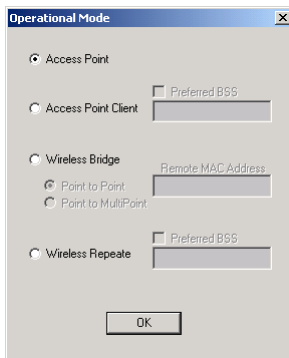 Operational Mode
Access Point
Preferred BSS
Access Point Client
Wireless Bridge
Remote MAC Address
Point to Point
Point to MultiPoint
Preferred BSS
Wireless Repeate
OK